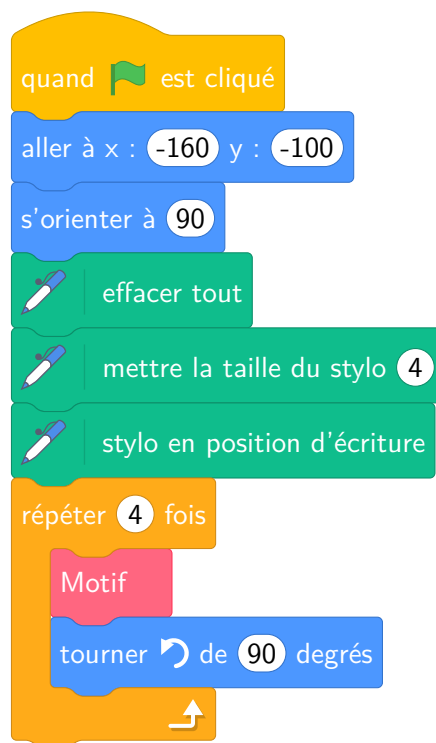 quand est cliqué
aller à x : -160 y : -100
s'orienter à 90
effacer tout
mettre la taille du stylo 4
stylo en position d'écriture
répéter 4 fois
Motif
tourner de 90 degrés